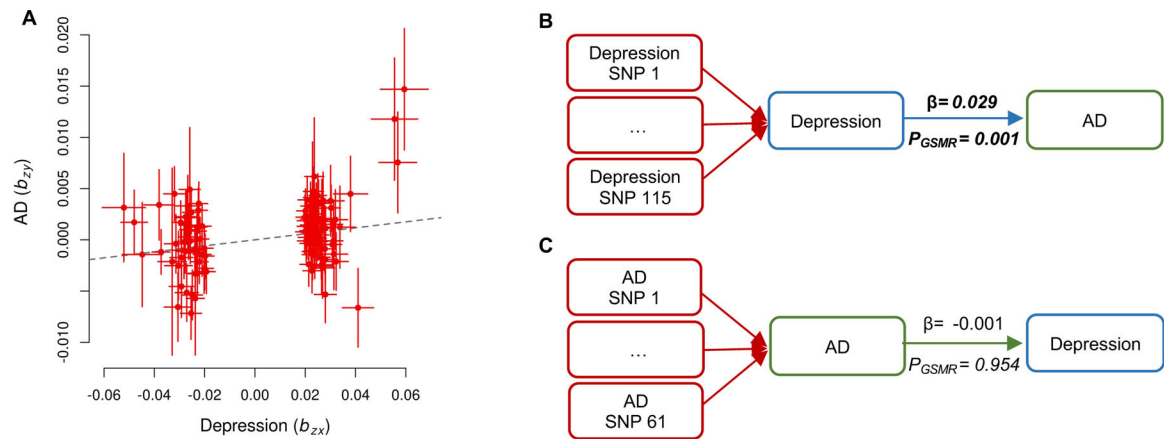 A
0.020
0.015
0.010
0.005
0.000
-0.010
AD (bzy)
-0.06 -0.04 -0.02 0.00 0.02 0.04 0.06
Depression (bzx)
B
Depression
SNP 1
...
Depression
SNP 115
Depression
β= 0.029
PGSMR = 0.001
AD
C
AD
SNP 1
...
AD
SNP 61
AD
β= -0.001
PGSMR = 0.954
Depression